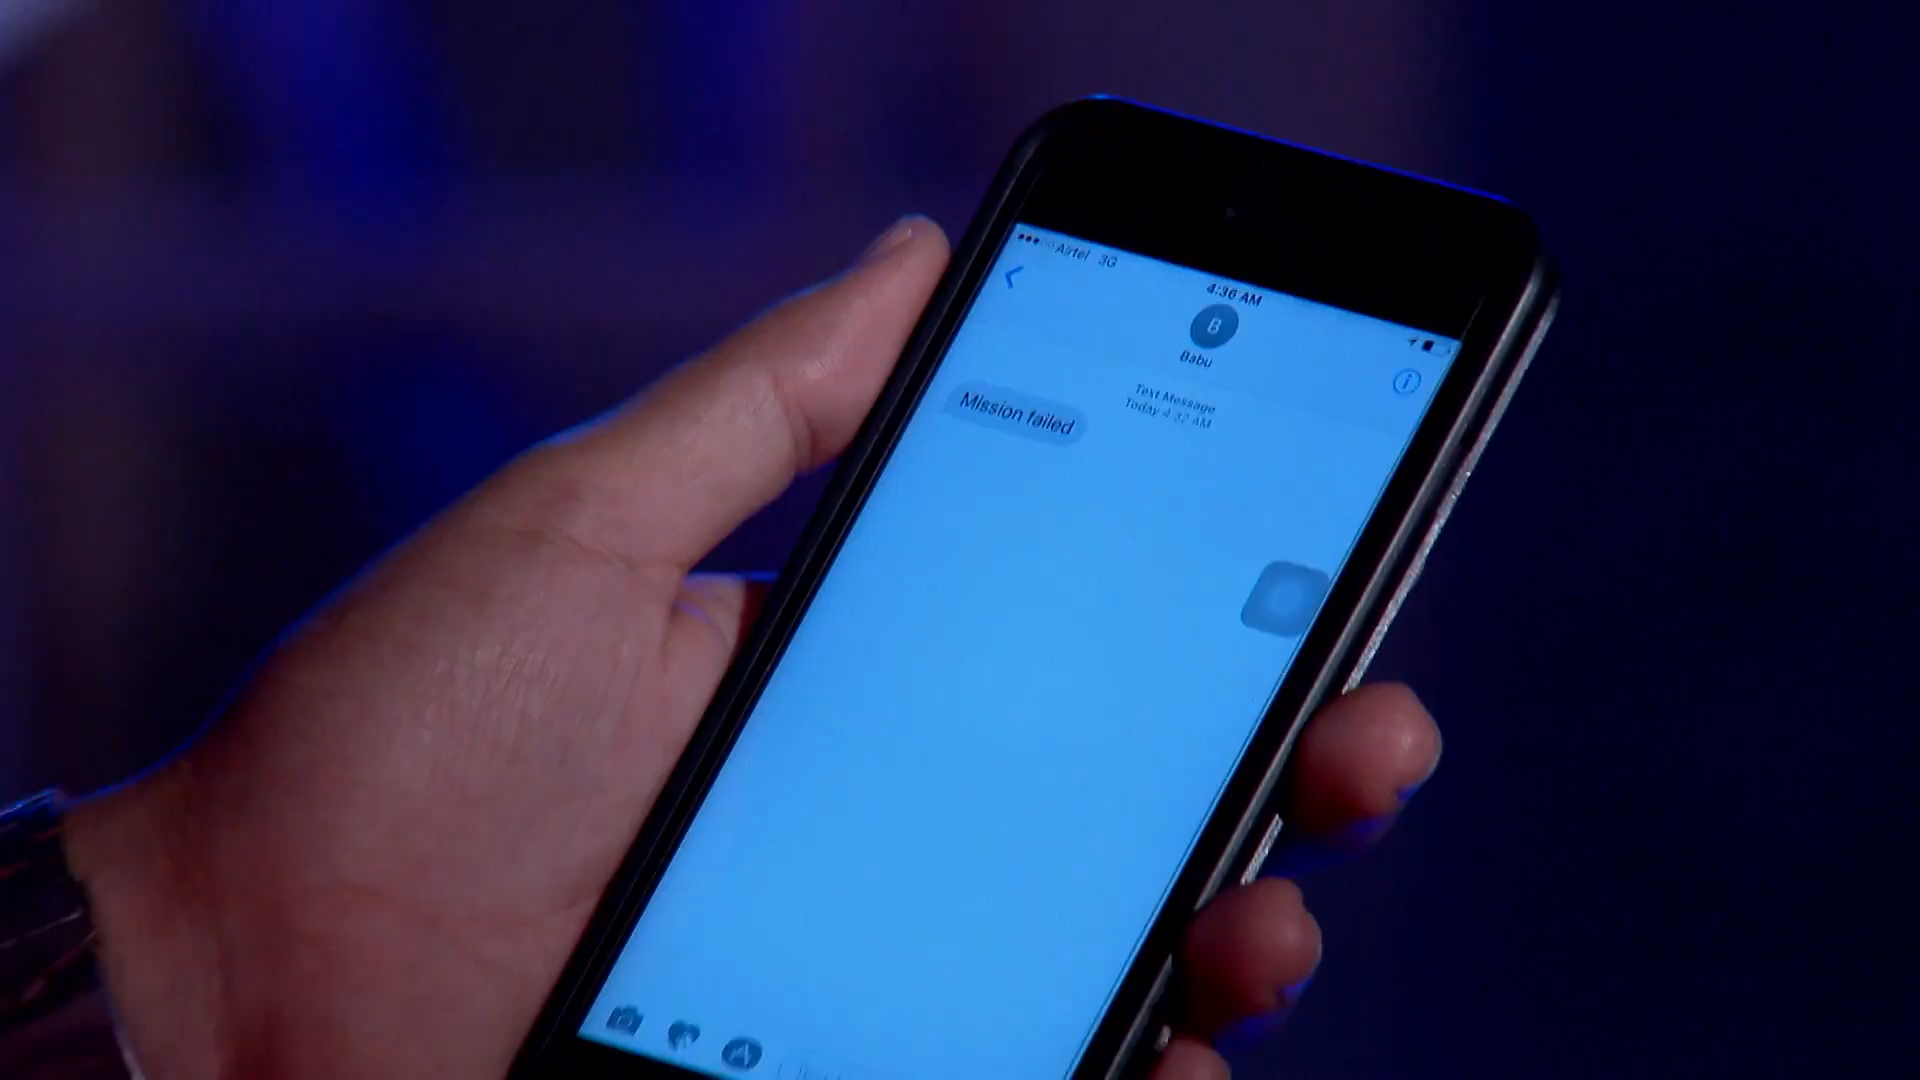 Airtel 3G
4:36 AM
B
Babu
Text Message
Today 4:32 AM
Mission failed